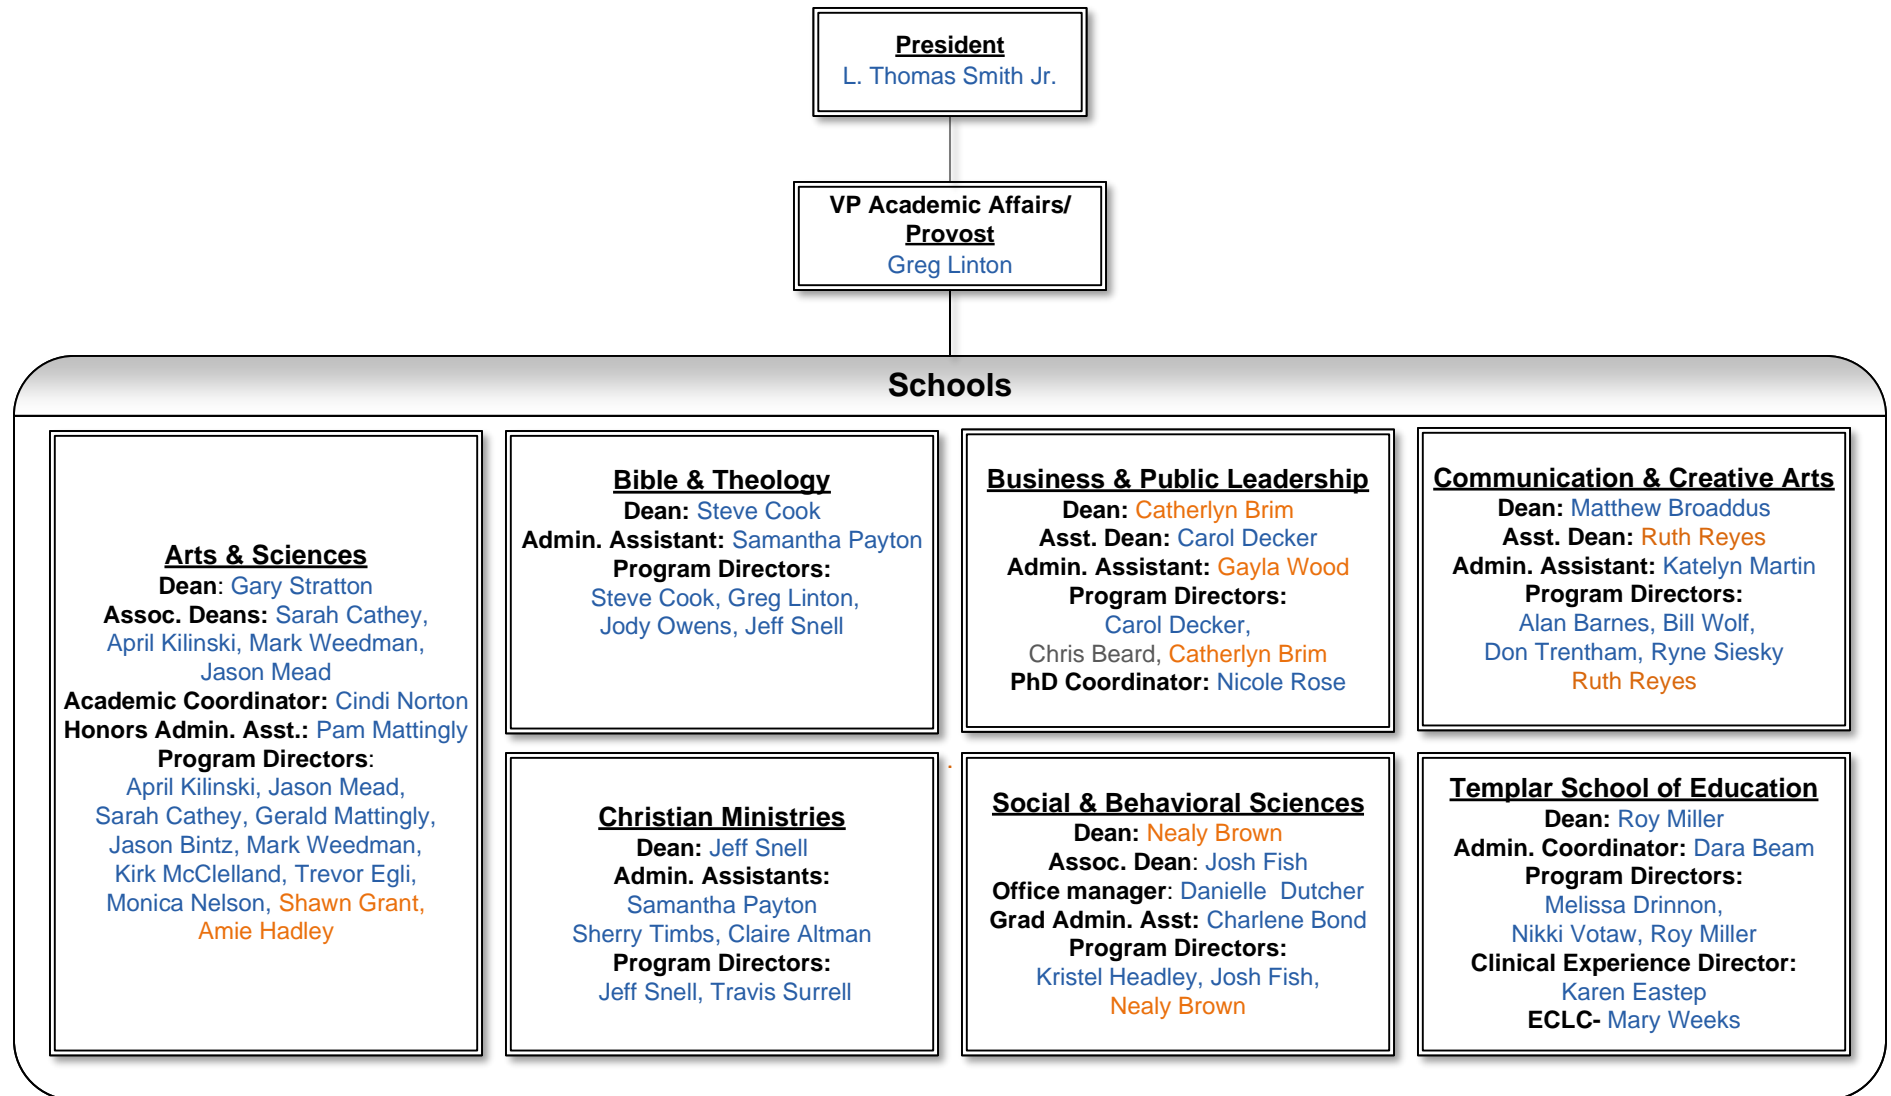 President
L. Thomas Smith Jr.
VP Academic Affairs/
Provost
Greg Linton
Schools
Arts & Sciences
Dean: Gary Stratton
Assoc. Deans: Sarah Cathey,
April Kilinski, Mark Weedman,
Jason Mead
Academic Coordinator: Cindi Norton
Honors Admin. Asst.: Pam Mattingly
Program Directors:
April Kilinski, Jason Mead,
Sarah Cathey, Gerald Mattingly,
Jason Bintz, Mark Weedman,
Kirk McClelland, Trevor Egli,
Monica Nelson, Shawn Grant,
Amie Hadley
Bible & Theology
Dean: Steve Cook
Admin. Assistant: Samantha Payton
Program Directors:
Steve Cook, Greg Linton,
Jody Owens, Jeff Snell
Business & Public Leadership
Dean: Catherlyn Brim
Asst. Dean: Carol Decker
Admin. Assistant: Gayla Wood
Program Directors:
Carol Decker,
Chris Beard, Catherlyn Brim
PhD Coordinator: Nicole Rose
Communication & Creative Arts
Dean: Matthew Broaddus
Asst. Dean: Ruth Reyes
Admin. Assistant: Katelyn Martin
Program Directors:
Alan Barnes, Bill Wolf,
Don Trentham, Ryne Siesky
Ruth Reyes
Christian Ministries
Dean: Jeff Snell
Admin. Assistants:
Samantha Payton
Sherry Timbs, Claire Altman
Program Directors:
Jeff Snell, Travis Surrell
Social & Behavioral Sciences
Dean: Nealy Brown
Assoc. Dean: Josh Fish
Office manager: Danielle  Dutcher
Grad Admin. Asst: Charlene Bond
Program Directors:
Kristel Headley, Josh Fish,
Nealy Brown
Templar School of Education
Dean: Roy Miller
Admin. Coordinator: Dara Beam
Program Directors:
Melissa Drinnon,
Nikki Votaw, Roy Miller
Clinical Experience Director:
Karen Eastep
ECLC- Mary Weeks